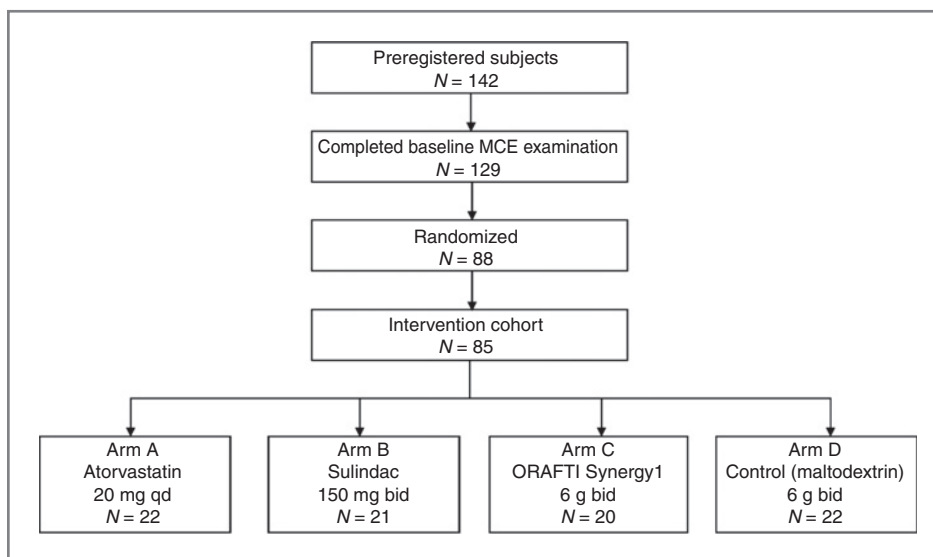 Preregistered subjects
N = 142
Completed baseline MCE examination
N = 129
Randomized
N = 88
Intervention cohort
N = 85
Arm A
Atorvastatin
20 mg qd
N = 22
Arm B
Sulindac
150 mg bid
N = 21
Arm C
ORAFTI Synergy1
6 g bid
N = 20
Arm D
Control (maltodextrin)
6 g bid
N = 22